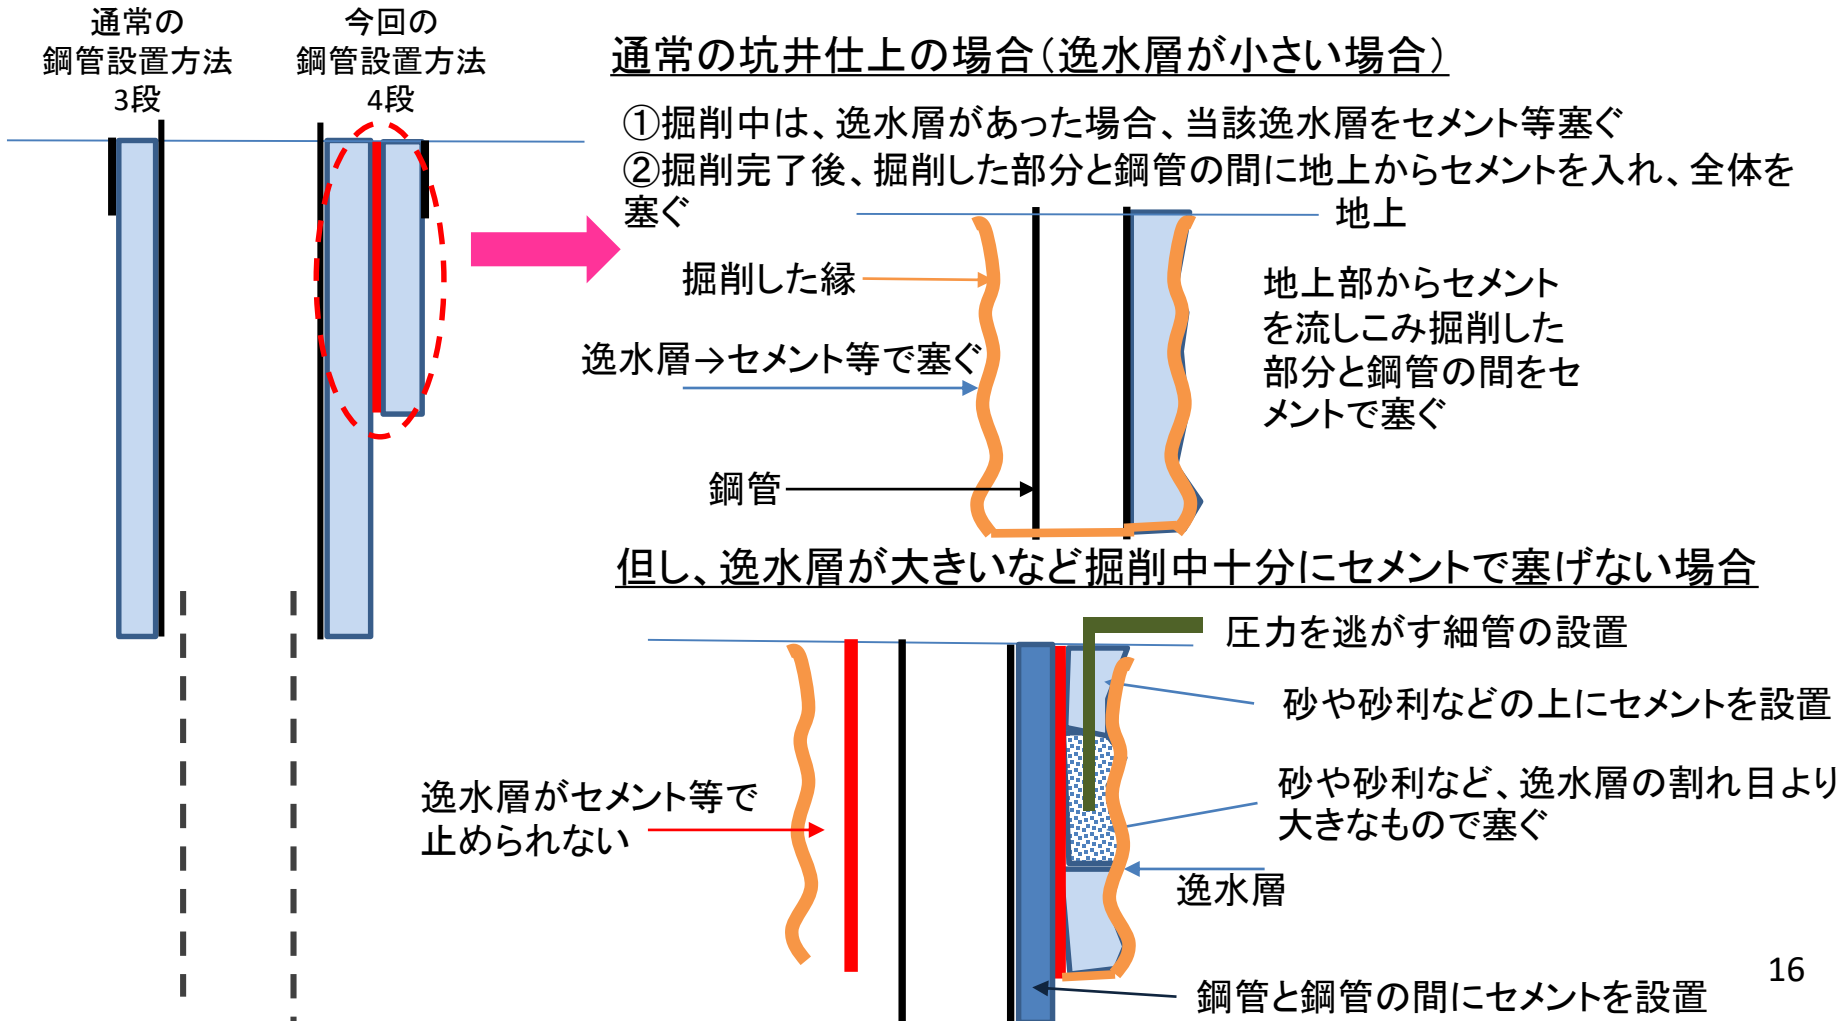 通常の
鋼管設置方法
3段
今回の
鋼管設置方法
4段
通常の坑井仕上の場合（逸水層が小さい場合）
①掘削中は、逸水層があった場合、当該逸水層をセメント等塞ぐ
②掘削完了後、掘削した部分と鋼管の間に地上からセメントを入れ、全体を
塞ぐ
地上
掘削した縁
逸水層→セメント等で塞ぐ
鋼管
地上部からセメント
を流しこみ掘削した
部分と鋼管の間をセ
メントで塞ぐ
但し、逸水層が大きいなど掘削中十分にセメントで塞げない場合
圧力を逃がす細管の設置
砂や砂利などの上にセメントを設置
砂や砂利など、逸水層の割れ目より
大きなもので塞ぐ
逸水層がセメント等で
止められない
逸水層
鋼管と鋼管の間にセメントを設置
16